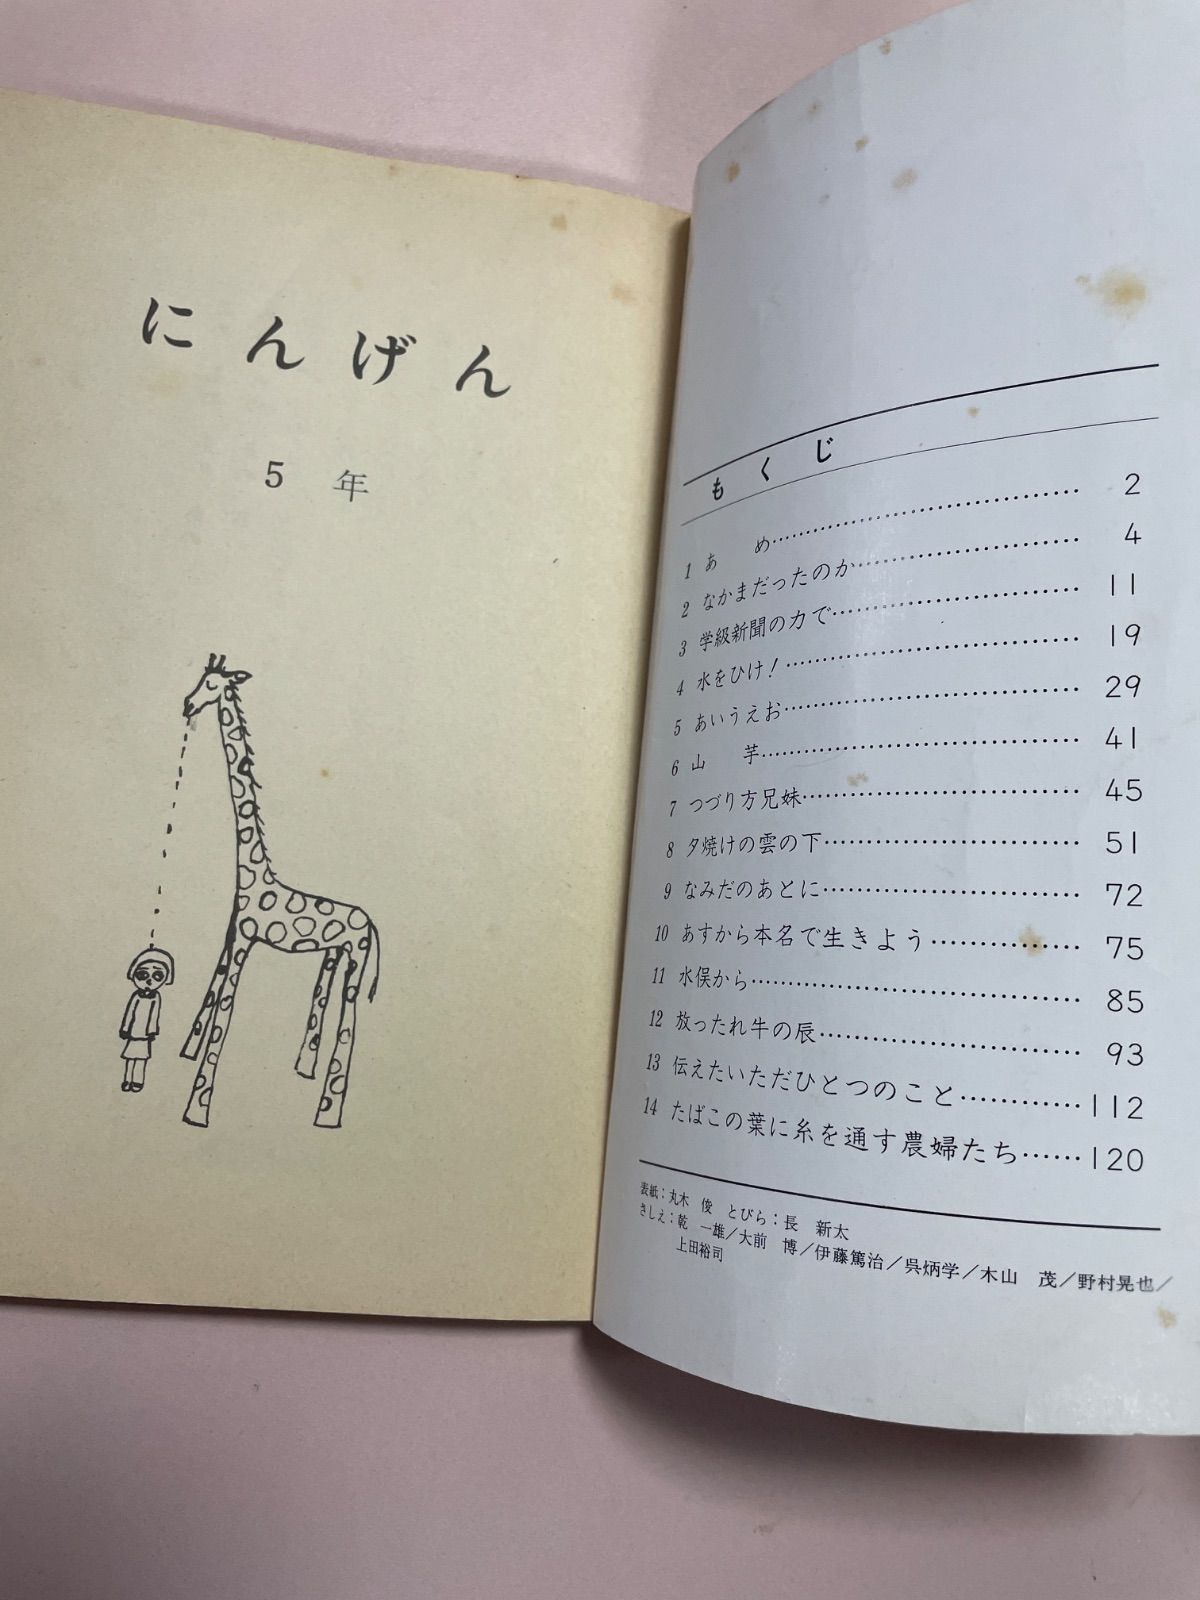 にんげん
5 年
もくじ
1 あ　め……………………………… 2
2 なかまだったのか……………………… 4
3 学級新聞の力で……………………… 11
4 水をひけ！……………………… 19
5 あいうえお……………………… 29
6 山　芋……………………… 41
7 つづり方兄妹……………………… 45
8 夕焼けの雲の下……………………… 51
9 なみだのあとに……………………… 72
10 あすから本名で生きよう…………… 75
11 水俣から……………………… 85
12 放ったれ牛の辰……………………… 93
13 伝えたいただひとつのこと…………112
14 たばこの葉に糸を通す農婦たち……120
表紙：丸木　俊　とびら：長　新太
さしえ：乾　一雄／大前　博／伊藤篤治／呉炳学／木山　茂／野村晃也／
上田裕司